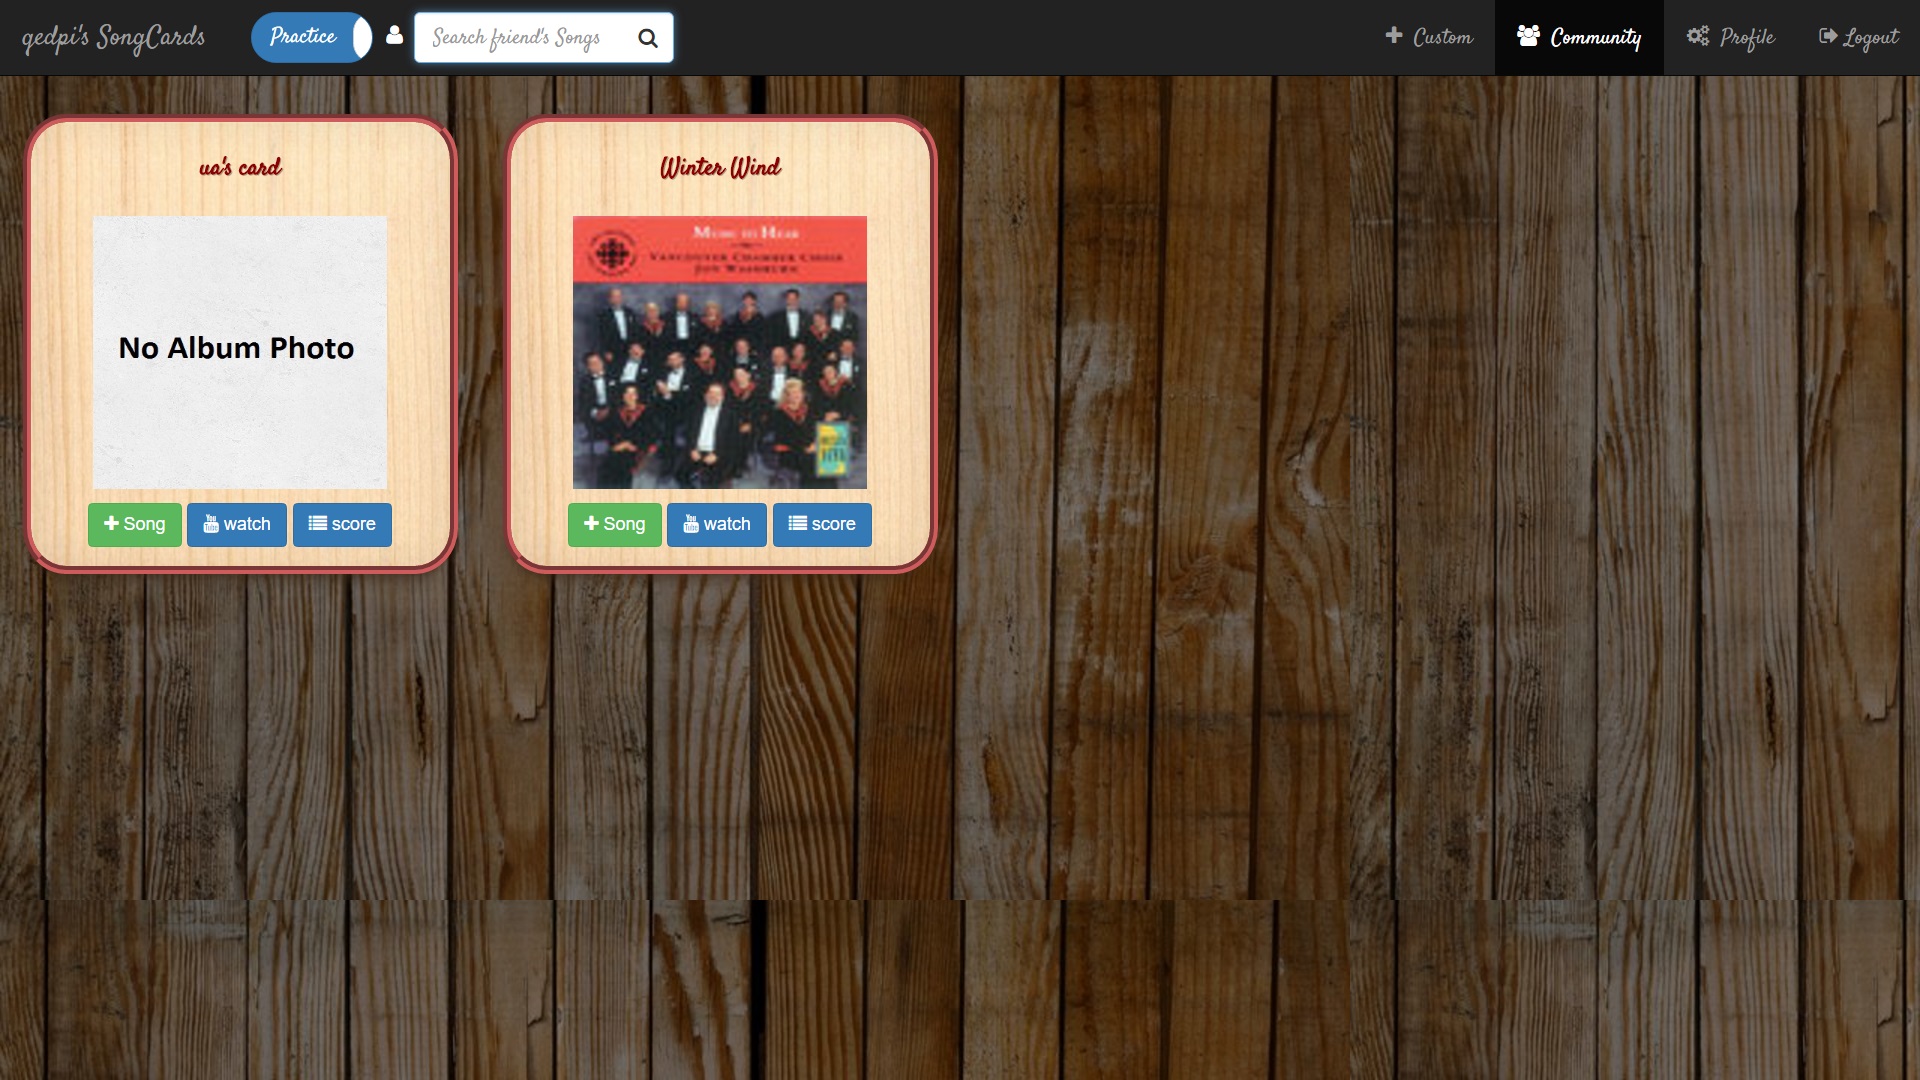 qedpi's SongCards
Practice
Search friend's Songs
Custom
Community
Profile
Logout
ua's card
No Album Photo
Song
watch
score
Winter Wind
Music to Hear
Vancouver Chamber Choir
Jon Washburn
Song
watch
score